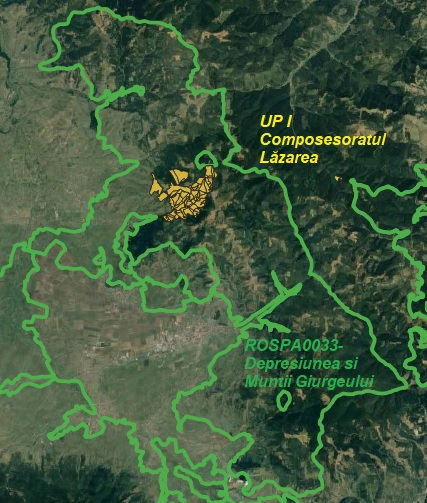 UP I
Composesoratul
Lăzarea
ROSPA0033-
Depresiunea si
Muntii Giurgeului